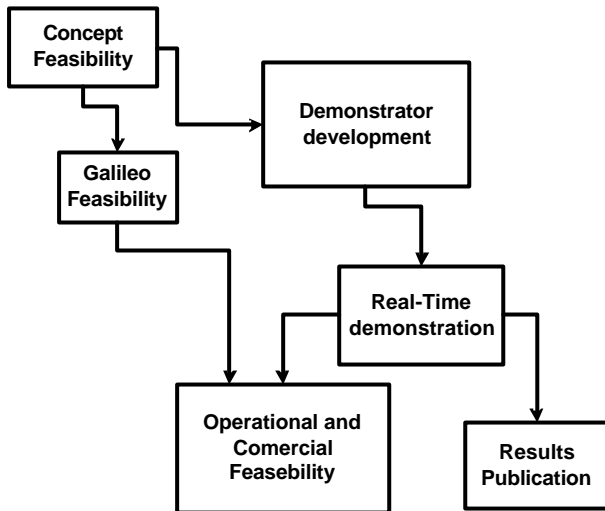 Concept
Feasibility
Demonstrator
development
Galileo
Feasibility
Real-Time
demonstration
Operational and
Comercial
Feasebility
Results
Publication